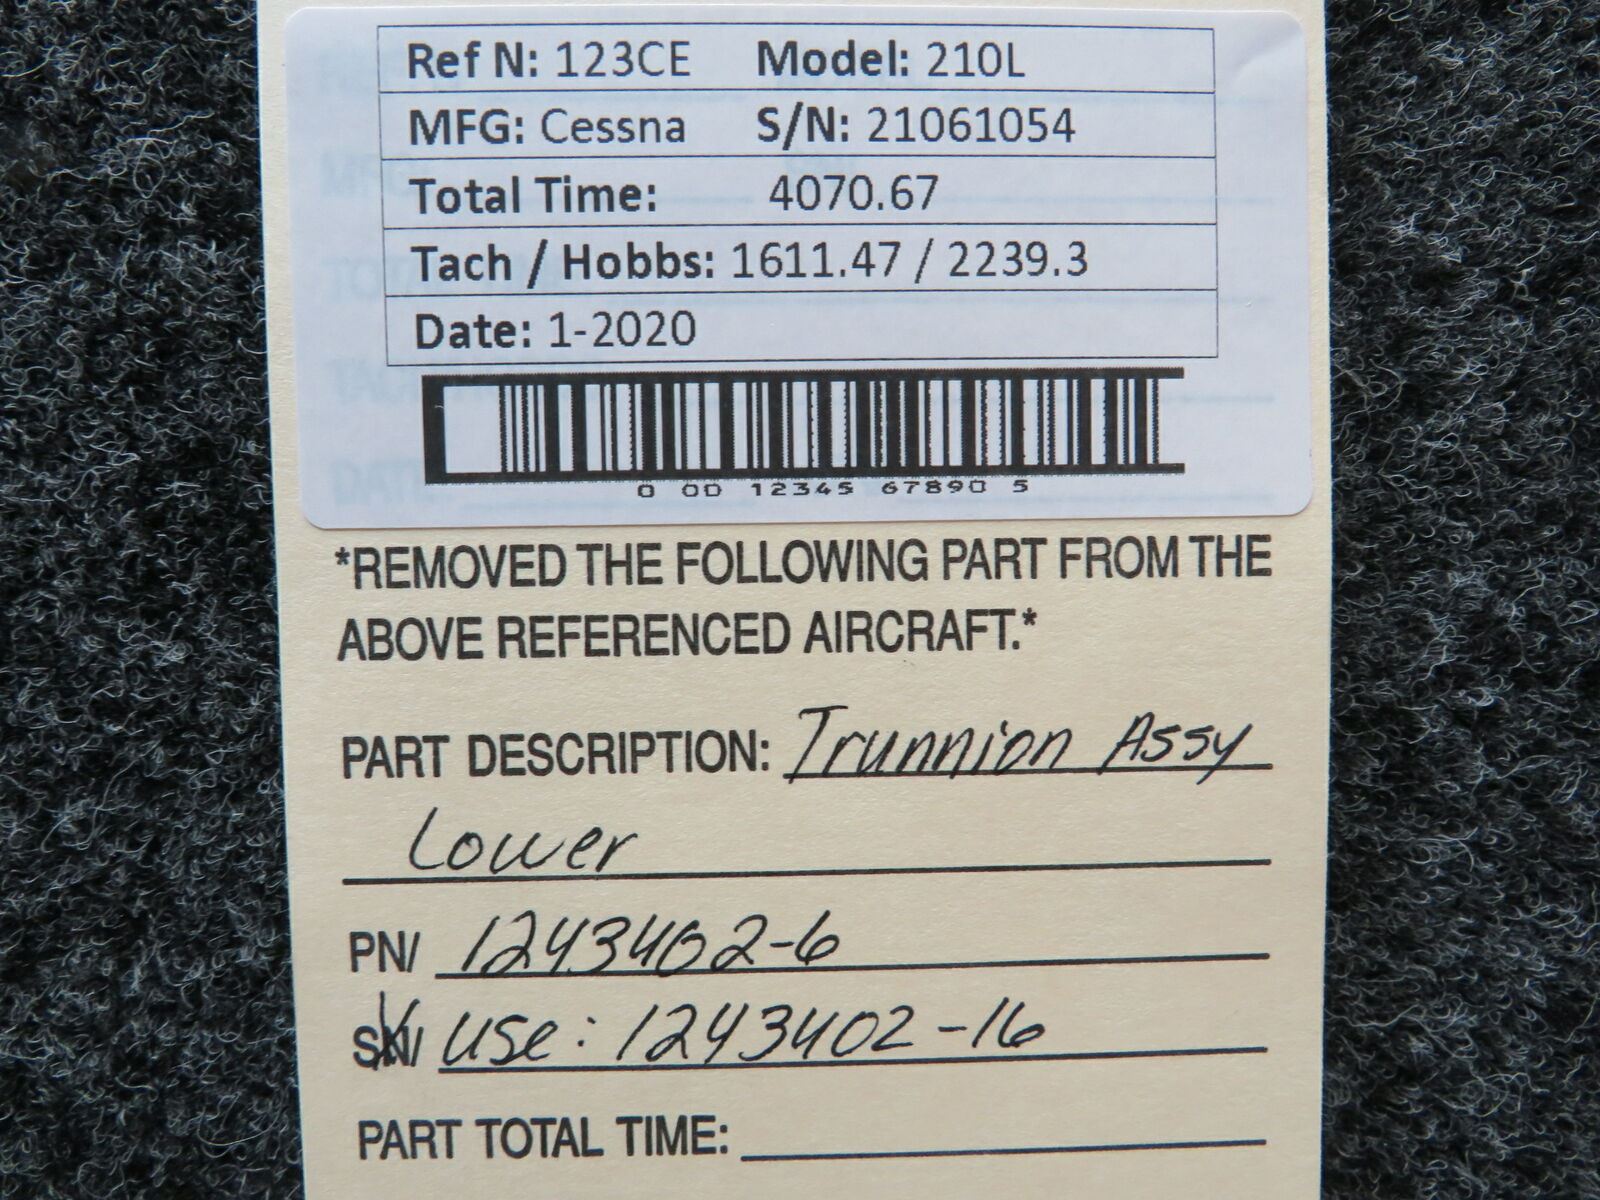 Ref N: 123CE Model: 210L
MFG: Cessna S/N: 21061054
Total Time: 4070.67
Tach / Hobbs: 1611.47 / 2239.3
Date: 1-2020
0 00 12345 67890 5
*REMOVED THE FOLLOWING PART FROM THE
ABOVE REFERENCED AIRCRAFT.*
PART DESCRIPTION: Trunnion Assy
Lower
PN/ 1243402-6
SN/ Use: 1243402-16
PART TOTAL TIME: